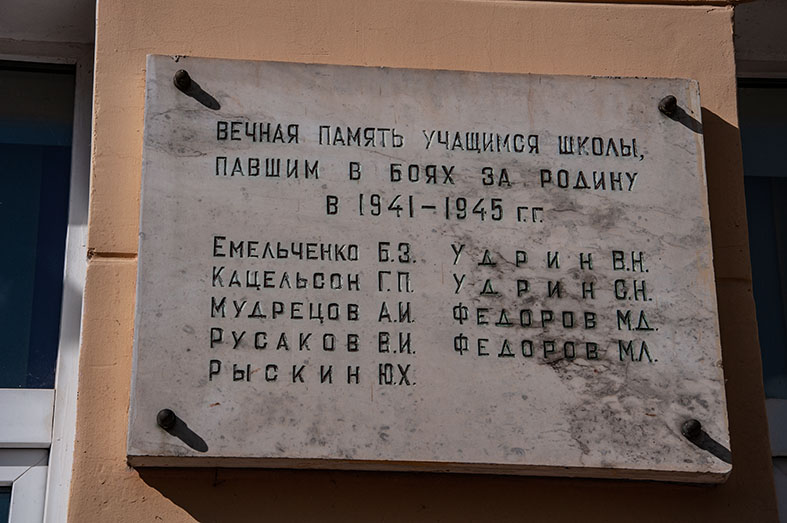 ВЕЧНАЯ ПАМЯТЬ УЧАЩИМСЯ ШКОЛЫ,
ПАВШИМ В БОЯХ ЗА РОДИНУ
В 1941-1945 Г.Г.
ЕМЕЛЬЧЕНКО Б.З. УДРИН В.Н.
КАЦЕЛЬСОН Г.П. УДРИН С.Н.
МУДРЕЦОВ А.И. ФЕДОРОВ М.Д.
РУСАКОВ В.И. ФЕДОРОВ М.Л.
РЫСКИН Ю.Х.